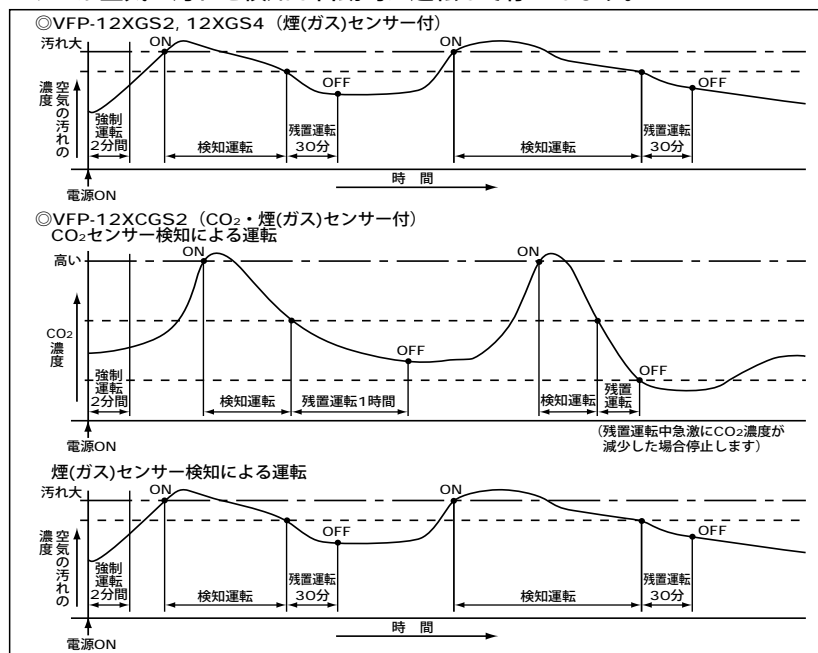 ◎VFP-12XGS2, 12XGS4（煙(ガス)センサー付）
汚れ大
ON
ON
OFF
OFF
空気の汚れの濃度
強制運転2分間
検知運転
残置運転30分
検知運転
残置運転30分
時 間
電源ON
◎VFP-12XCGS2（CO₂・煙(ガス)センサー付）
CO₂センサー検知による運転
高い
ON
ON
CO₂濃度
OFF
OFF
強制運転2分間
検知運転
残置運転1時間
検知運転
残置運転
（残置運転中急激にCO₂濃度が
減少した場合停止します）
電源ON
煙(ガス)センサー検知による運転
汚れ大
ON
ON
OFF
OFF
空気の汚れの濃度
強制運転2分間
検知運転
残置運転30分
検知運転
残置運転30分
時 間
電源ON